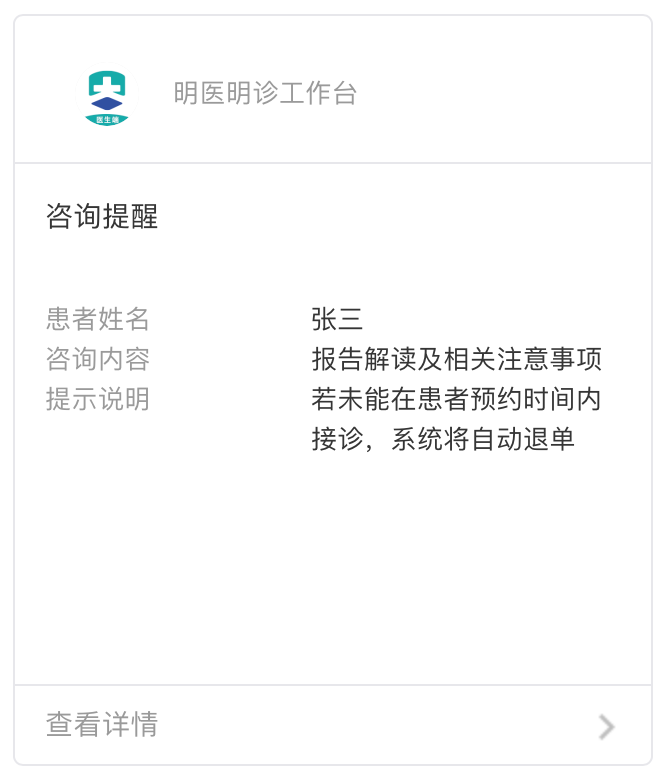 医生端
明医明诊工作台
咨询提醒
患者姓名 张三
咨询内容 报告解读及相关注意事项
提示说明 若未能在患者预约时间内
接诊，系统将自动退单
查看详情